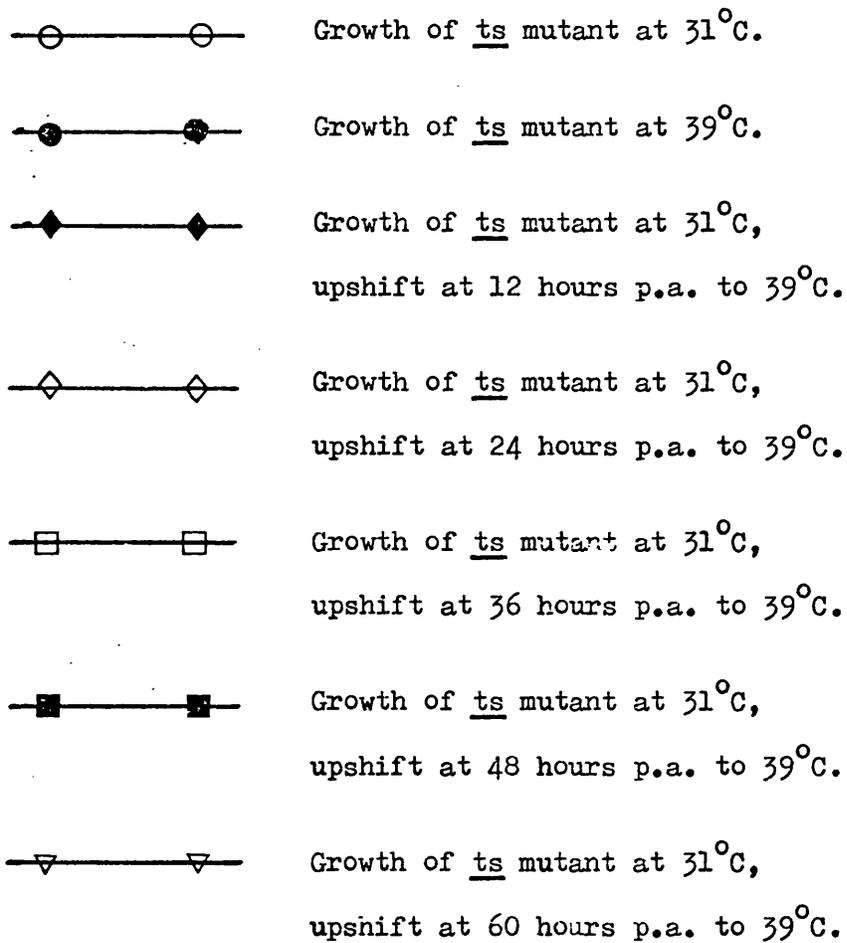 Growth of ts mutant at 31°C.
Growth of ts mutant at 39°C.
Growth of ts mutant at 31°C,
upshift at 12 hours p.a. to 39°C.
Growth of ts mutant at 31°C,
upshift at 24 hours p.a. to 39°C.
Growth of ts mutant at 31°C,
upshift at 36 hours p.a. to 39°C.
Growth of ts mutant at 31°C,
upshift at 48 hours p.a. to 39°C.
Growth of ts mutant at 31°C,
upshift at 60 hours p.a. to 39°C.